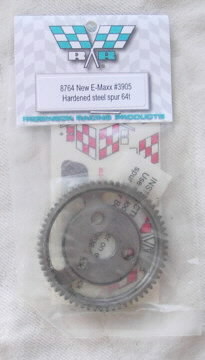 R R
8764 New E-Maxx #3905
Hardened steel spur 64t
ROBINSON RACING PRODUCTS